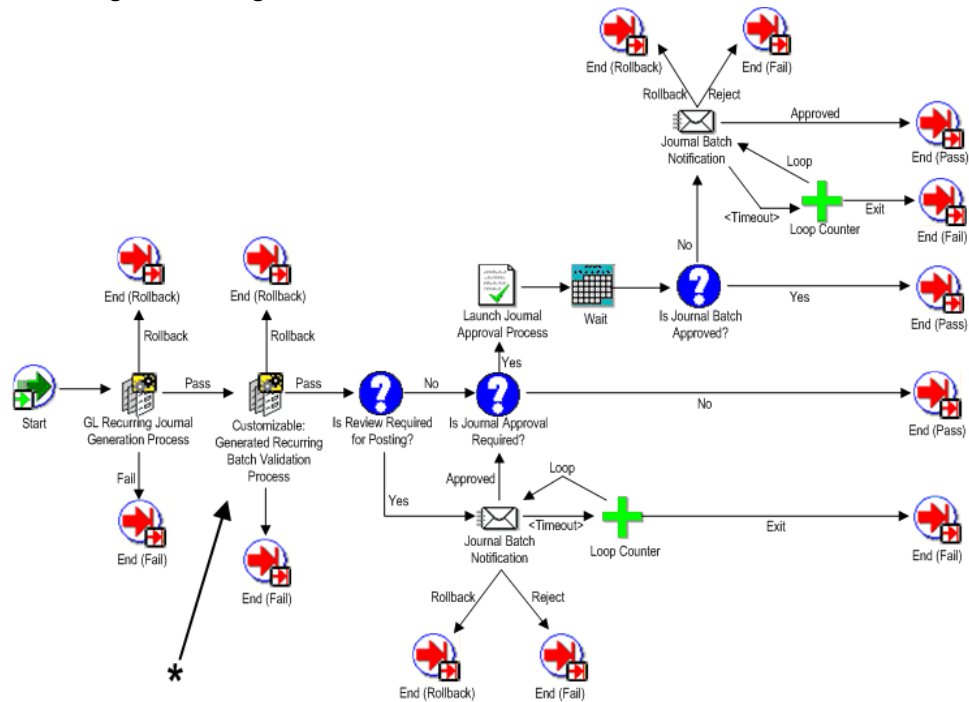 End (Rollback)
End (Fail)
Rollback
Reject
Journal Batch
Notification
Approved
End (Pass)
Loop
<Timeout>
Loop Counter
Exit
End (Fail)
End (Rollback)
End (Rollback)
No
Launch Journal
Approval Process
Wait
Is Journal Batch
Approved?
Yes
End (Pass)
Rollback
Rollback
Yes
Start
GL Recurring Journal
Generation Process
Pass
Customizable:
Generated Recurring
Batch Validation
Process
Pass
Is Review Required
for Posting?
No
Is Journal Approval
Required?
No
End (Pass)
Fail
End (Fail)
End (Fail)
Yes
Approved
Loop
Journal Batch
Notification
<Timeout>
Loop Counter
Exit
End (Fail)
Rollback
Reject
End (Rollback)
End (Fail)
*